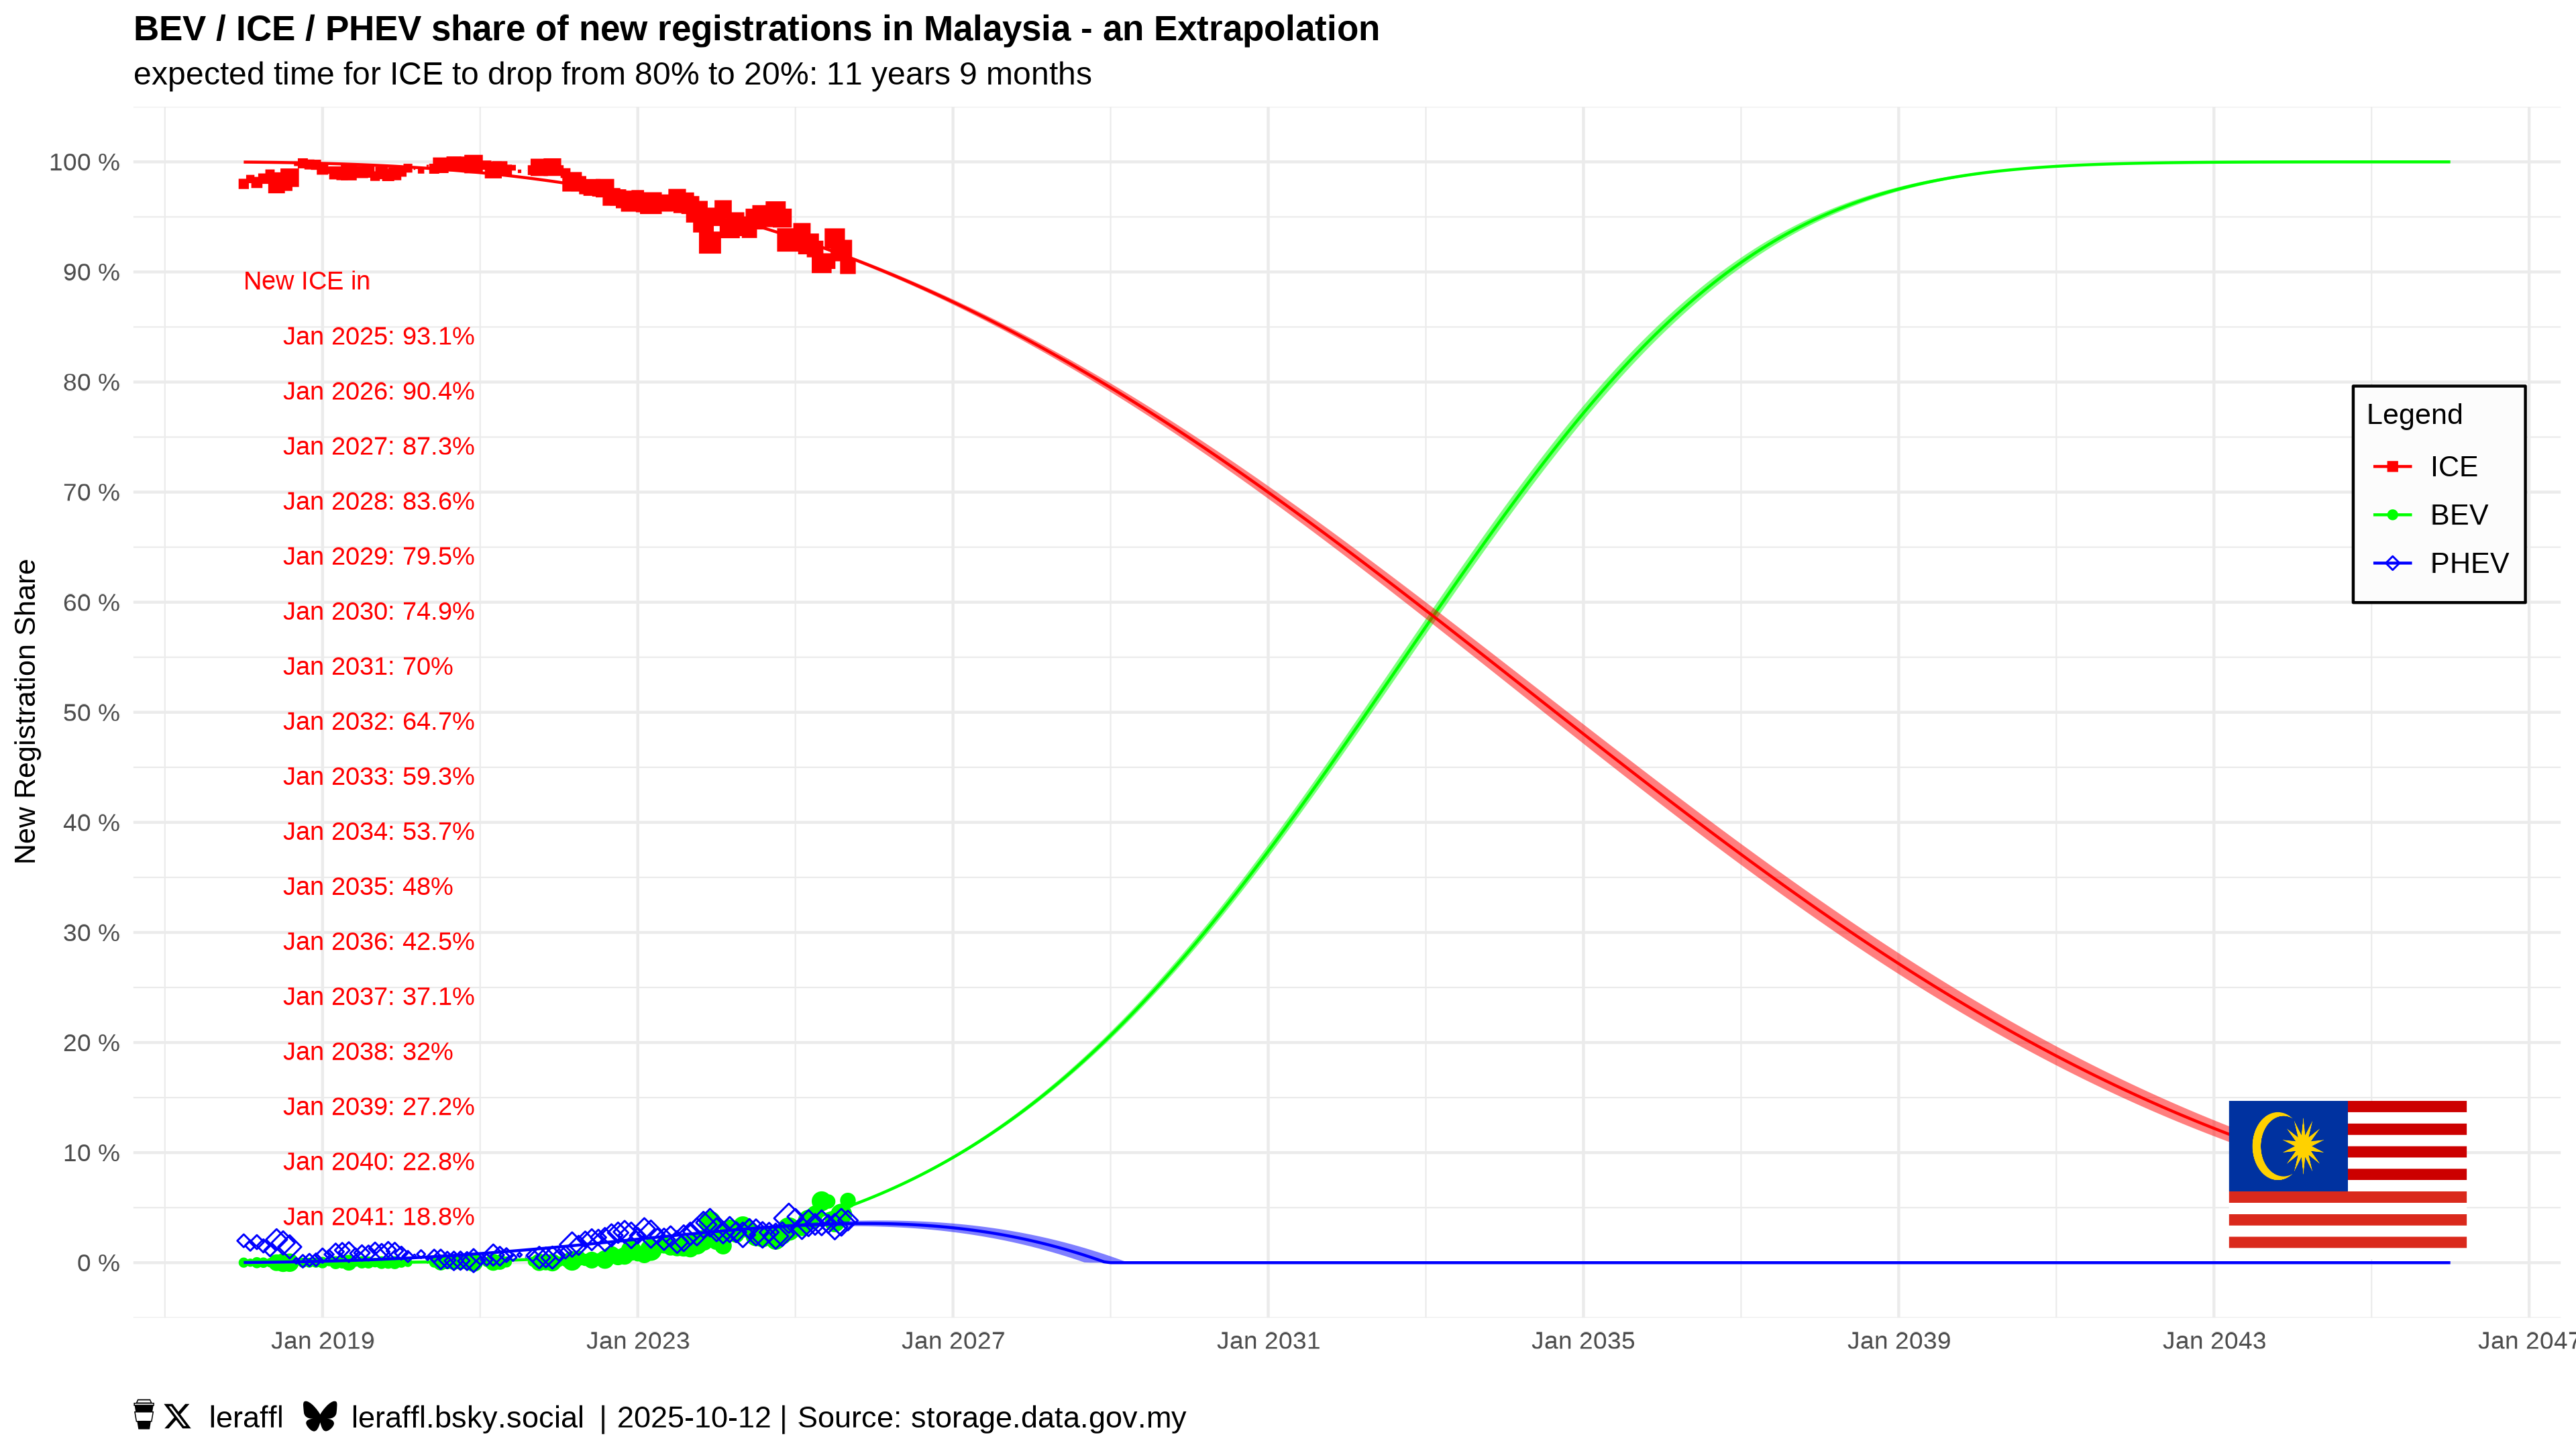 BEV / ICE / PHEV share of new registrations in Malaysia - an Extrapolation
expected time for ICE to drop from 80% to 20%: 11 years 9 months
New Registration Share
100 %
90 %
80 %
70 %
60 %
50 %
40 %
30 %
20 %
10 %
0 %
New ICE in
Jan 2025: 93.1%
Jan 2026: 90.4%
Jan 2027: 87.3%
Jan 2028: 83.6%
Jan 2029: 79.5%
Jan 2030: 74.9%
Jan 2031: 70%
Jan 2032: 64.7%
Jan 2033: 59.3%
Jan 2034: 53.7%
Jan 2035: 48%
Jan 2036: 42.5%
Jan 2037: 37.1%
Jan 2038: 32%
Jan 2039: 27.2%
Jan 2040: 22.8%
Jan 2041: 18.8%
Legend
ICE
BEV
PHEV
Jan 2019 Jan 2023 Jan 2027 Jan 2031 Jan 2035 Jan 2039 Jan 2043 Jan 2047
leraffl leraffl.bsky.social | 2025-10-12 | Source: storage.data.gov.my